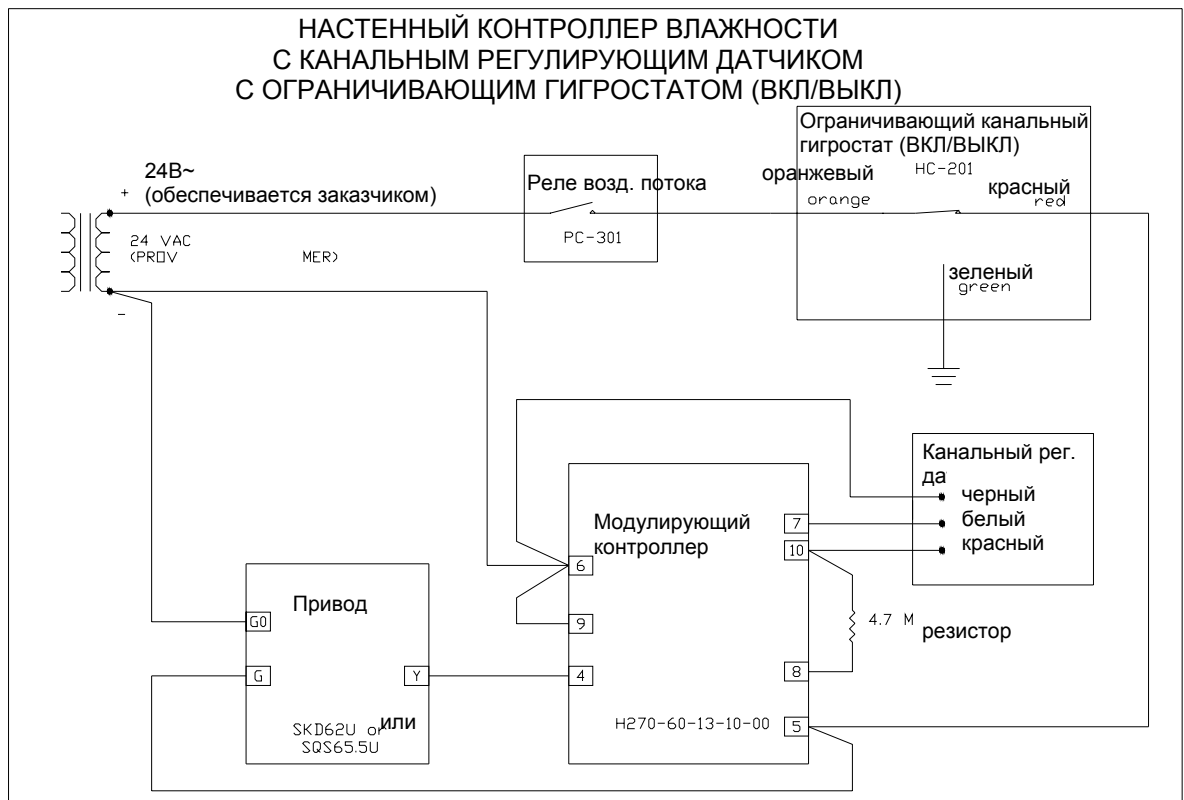 НАСТЕННЫЙ КОНТРОЛЛЕР ВЛАЖНОСТИ
С КАНАЛЬНЫМ РЕГУЛИРУЮЩИМ ДАТЧИКОМ
С ОГРАНИЧИВАЮЩИМ ГИГРОСТАТОМ (ВКЛ/ВЫКЛ)
Ограничивающий канальный
гигростат (ВКЛ/ВЫКЛ)
HC-201
оранжевый
orange
красный
red
зеленый
green
24В~
+ (обеспечивается заказчиком)
24 VAC
(PROV MER)
-
Реле возд. потока
PC-301
Канальный рег.
да
черный
белый
красный
Модулирующий
контроллер
7
10
6
9
4
8
5
H270-60-13-10-00
4.7 M
резистор
Привод
G0
G
Y
SKD62U or или
SQS65.5U